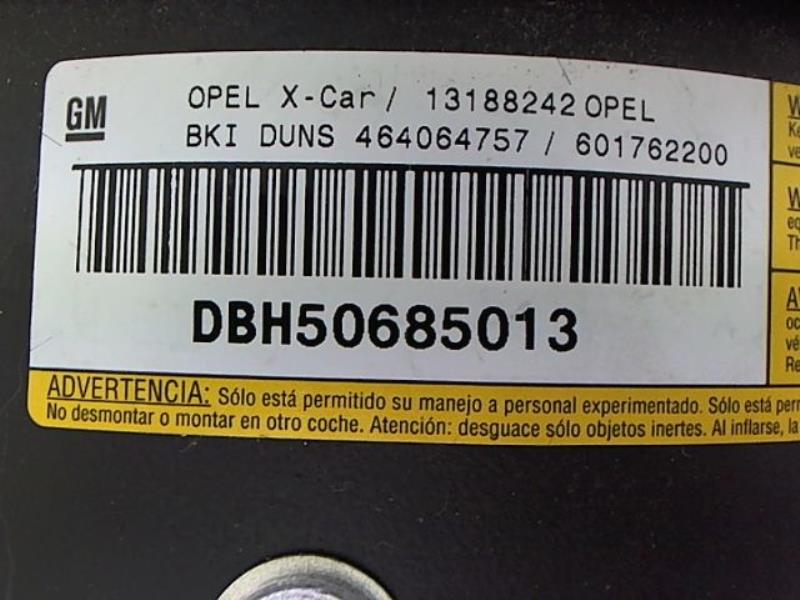 GM
OPEL X-Car/ 13188242 OPEL
BKI DUNS 464064757 / 601762200
DBH50685013
ADVERTENCIA: Sólo está permitido su manejo a personal experimentado. Sólo está
No desmontar o montar en otro coche. Atención: desguace sólo objetos inertes. Al inflarse, la